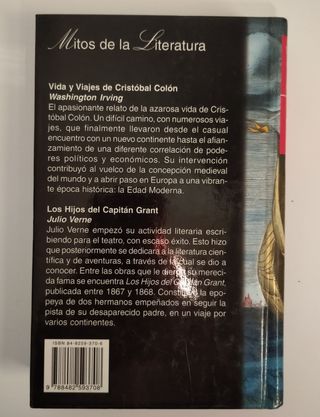 Mitos de la Literatura
Vida y Viajes de Cristóbal Colón
Washington Irving
El apasionante relato de la azarosa vida de Cris-
tóbal Colón. Un difícil camino, con numerosos via-
jes, que finalmente llevaron desde el casual
encuentro con un nuevo continente hasta el afian-
zamiento de una diferente correlación de pode-
res políticos y económicos. Su intervención
contribuyó al vuelco de la concepción medieval
del mundo y a abrir paso en Europa a una vibran-
te época histórica: la Edad Moderna.
Los Hijos del Capitán Grant
Julio Verne
Julio Verne empezó su actividad literaria escri-
biendo para el teatro, con escaso éxito. Esto hizo
que posteriormente se dedicará a la literatura cien-
tífica y de aventuras, a través de la cual se dio a
conocer. Entre las obras que le dieron su mereci-
da fama se encuentra Los Hijos del Capitán Grant,
publicada entre 1867 y 1868. Constituye la epo-
peya de dos hermanos empeñados en seguir la
pista de su desaparecido padre, en un viaje por
varios continentes.
ISBN 84-8259-370-6
9 788482 593708